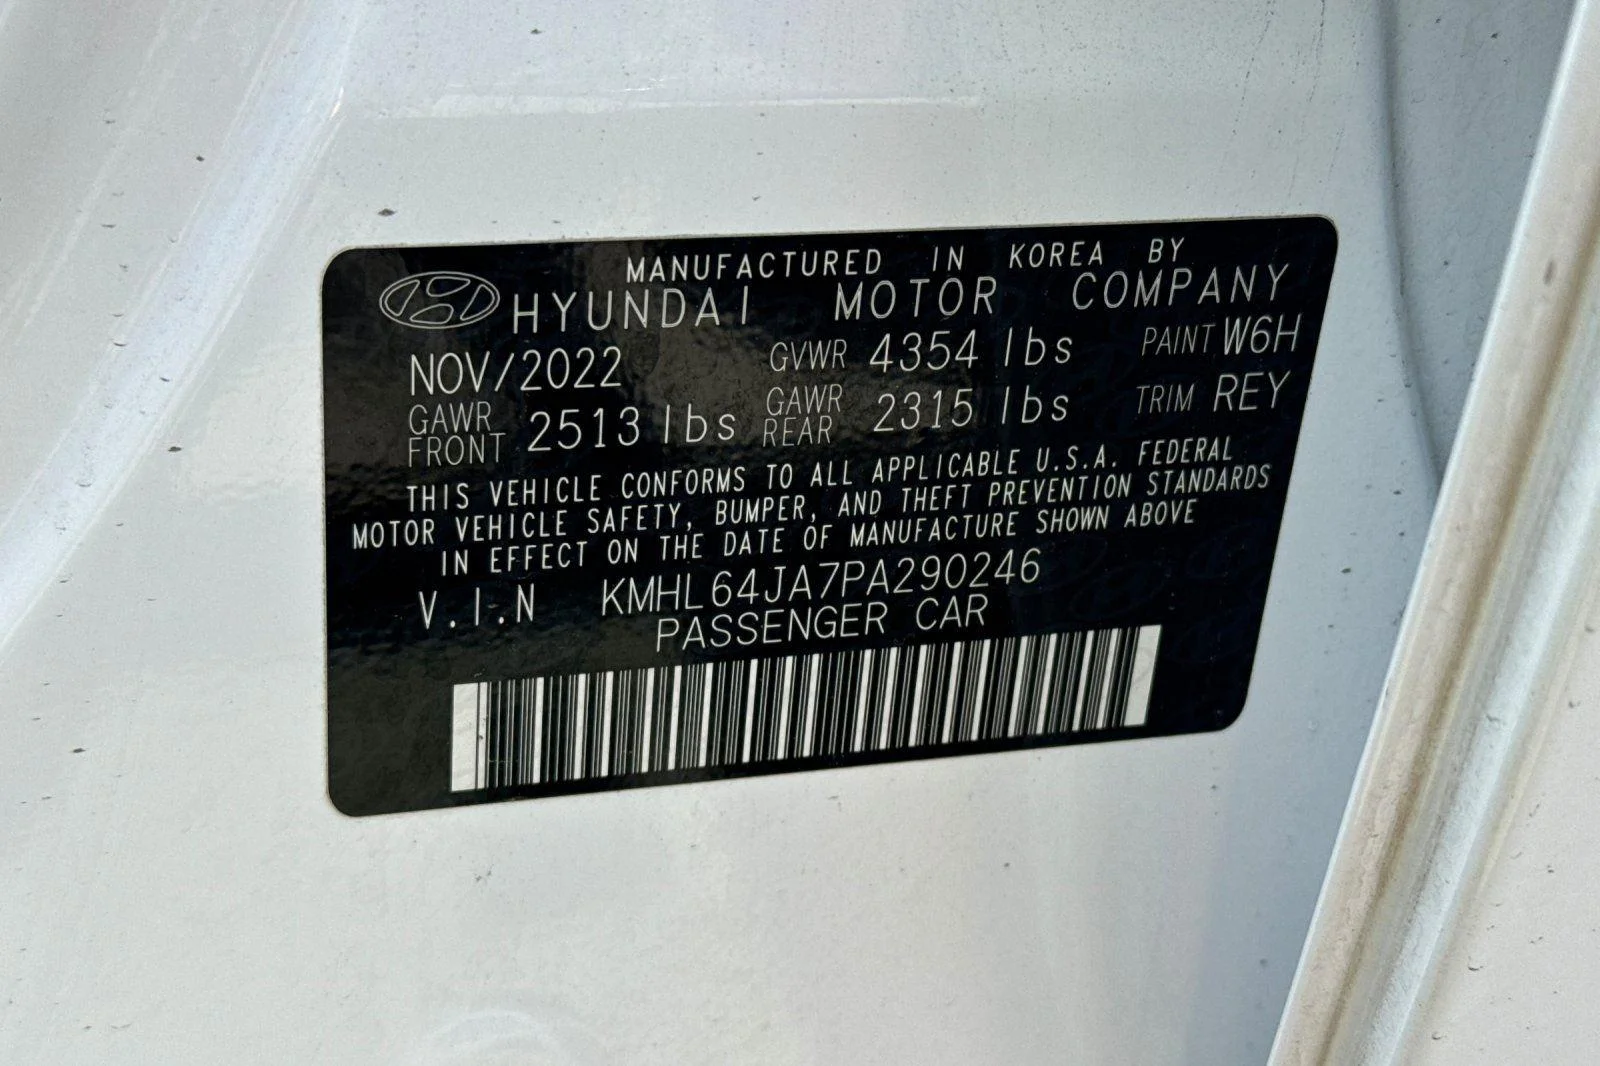 MANUFACTURED IN KOREA BY
HYUNDAI MOTOR COMPANY
NOV/2022 GVWR 4354 lbs PAINT W6H
GAWR FRONT 2513 lbs GAWR REAR 2315 lbs TRIM REY
THIS VEHICLE CONFORMS TO ALL APPLICABLE U.S.A. FEDERAL
MOTOR VEHICLE SAFETY, BUMPER, AND THEFT PREVENTION STANDARDS
IN EFFECT ON THE DATE OF MANUFACTURE SHOWN ABOVE
V.I.N KMHL64JA7PA290246
PASSENGER CAR